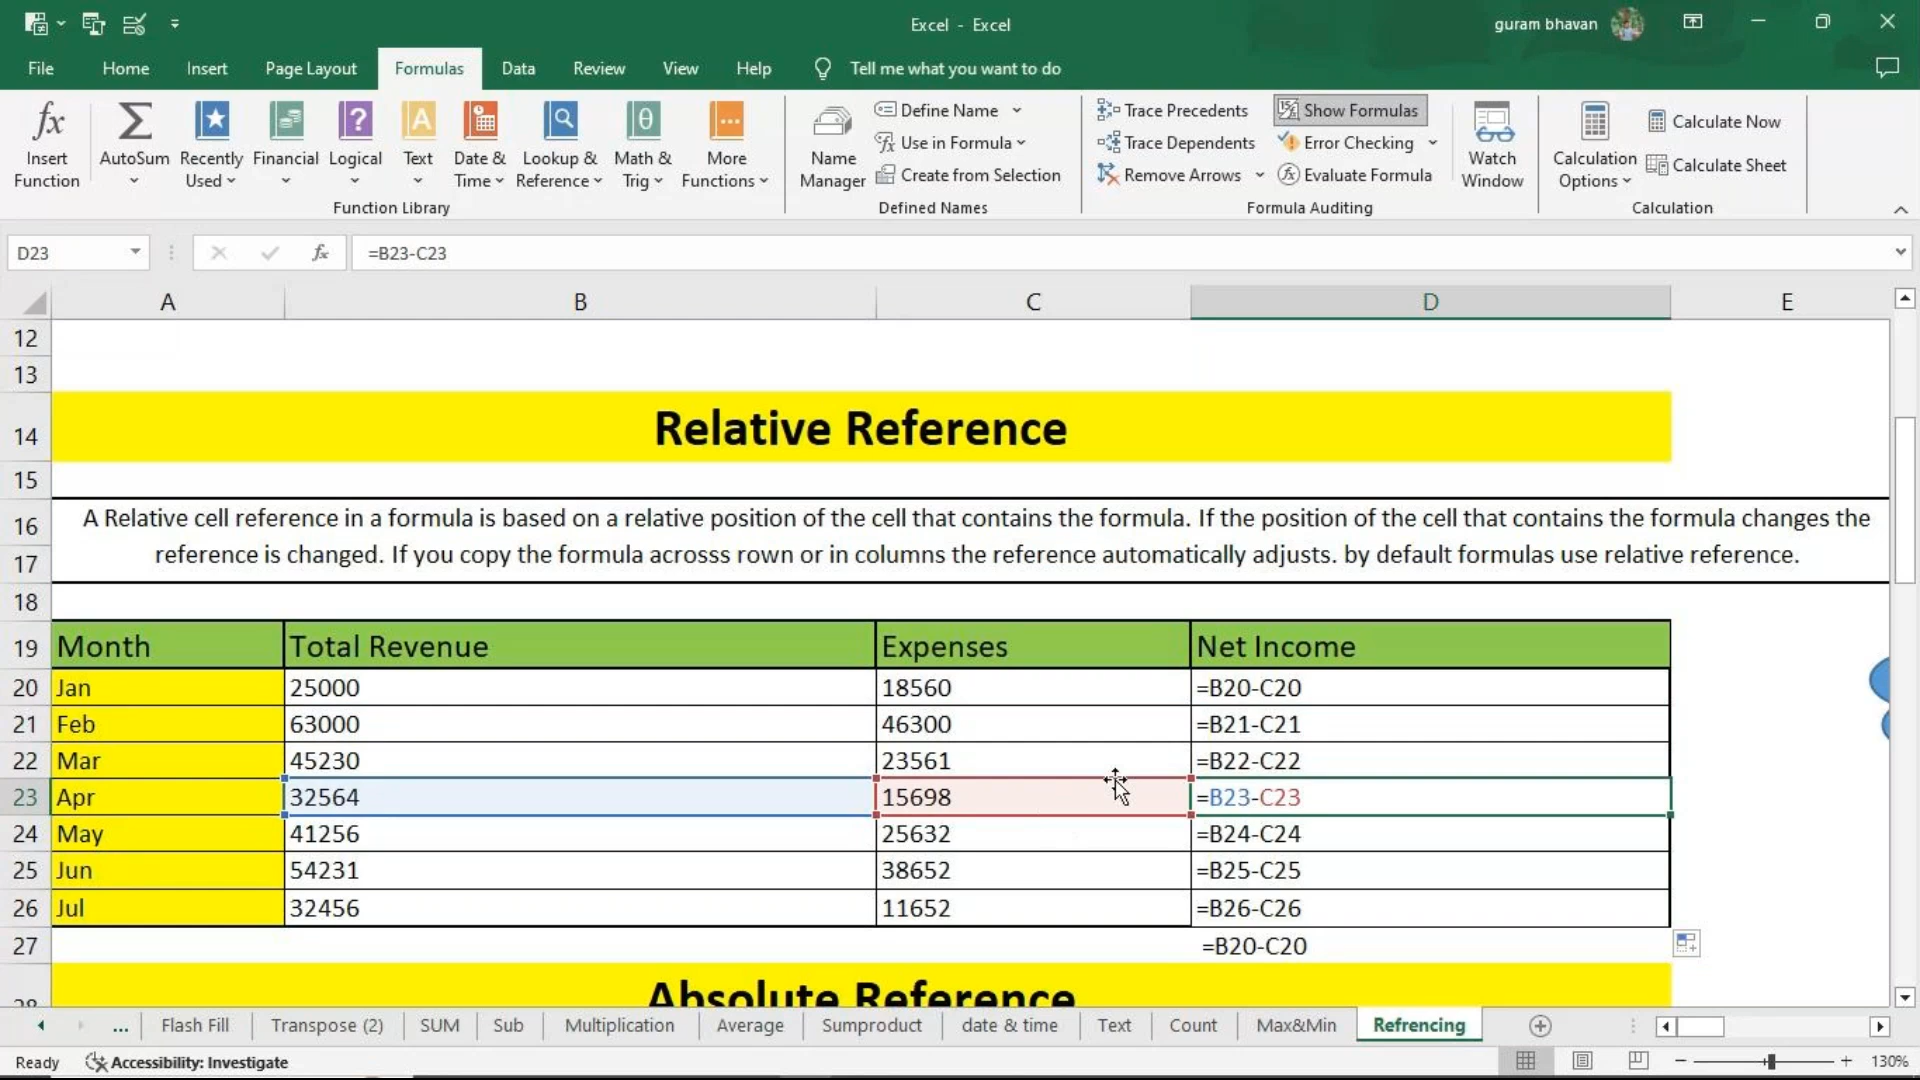 Excel - Excel
guram bhavan
File Home Insert Page Layout Formulas Data Review View Help Tell me what you want to do
fx
Insert Function
AutoSum
Recently Used
Financial
Logical
Text
Date & Time
Lookup & Reference
Math & Trig
More Functions
Function Library
Name Manager
Define Name
Use in Formula
Create from Selection
Defined Names
Trace Precedents
Trace Dependents
Remove Arrows
Show Formulas
Error Checking
Evaluate Formula
Formula Auditing
Watch Window
Calculation Options
Calculate Now
Calculate Sheet
Calculation
D23 fx =B23-C23
A B C D E
12
13
14 Relative Reference
15
16 A Relative cell reference in a formula is based on a relative position of the cell that contains the formula. If the position of the cell that contains the formula changes the
17 reference is changed. If you copy the formula acrosss rown or in columns the reference automatically adjusts. by default formulas use relative reference.
18
19 Month Total Revenue Expenses Net Income
20 Jan 25000 18560 =B20-C20
21 Feb 63000 46300 =B21-C21
22 Mar 45230 23561 =B22-C22
23 Apr 32564 15698 =B23-C23
24 May 41256 25632 =B24-C24
25 Jun 54231 38652 =B25-C25
26 Jul 32456 11652 =B26-C26
27 =B20-C20
28 Absolute Reference
... Flash Fill Transpose (2) SUM Sub Multiplication Average Sumproduct date & time Text Count Max&Min Refrencing
Ready Accessibility: Investigate 130%